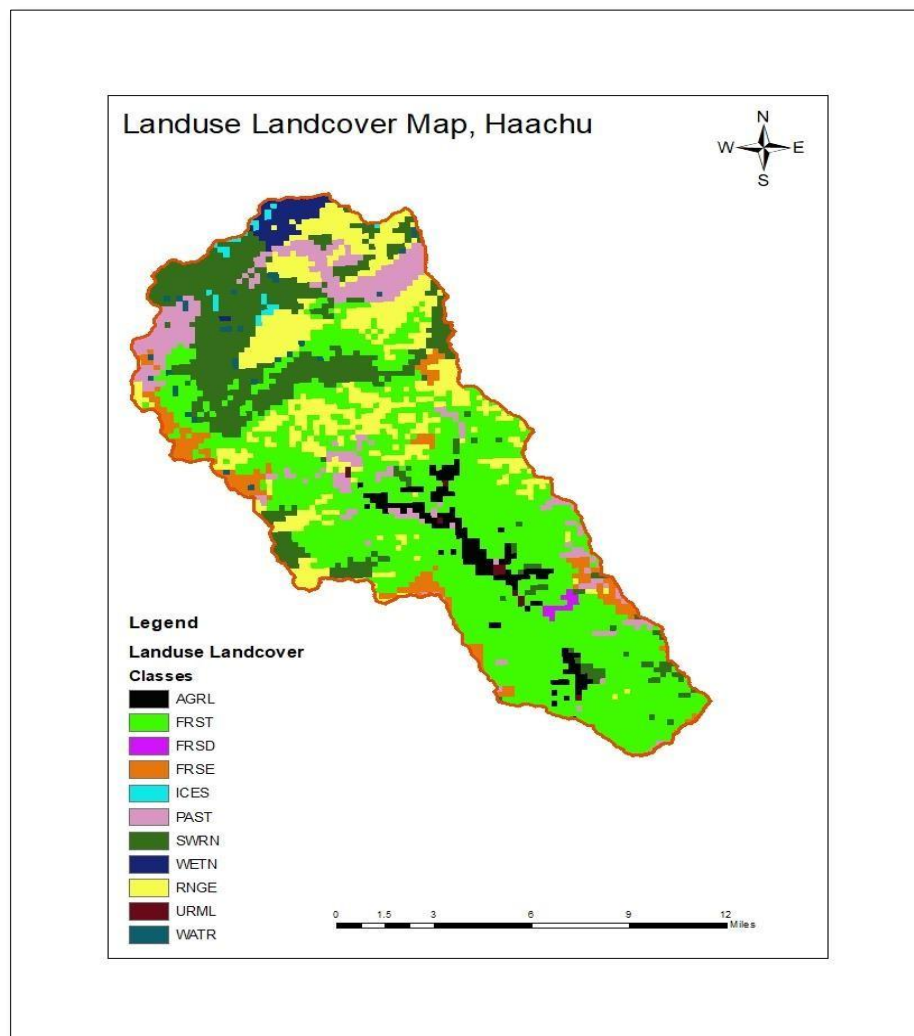 Landuse Landcover Map, Haachu
N
W E
S
Legend
Landuse Landcover
Classes
AGRL
FRST
FRSD
FRSE
ICES
PAST
SWRN
WETN
RNGE
URML
WATR
0 1.5 3 6 9 12
Miles